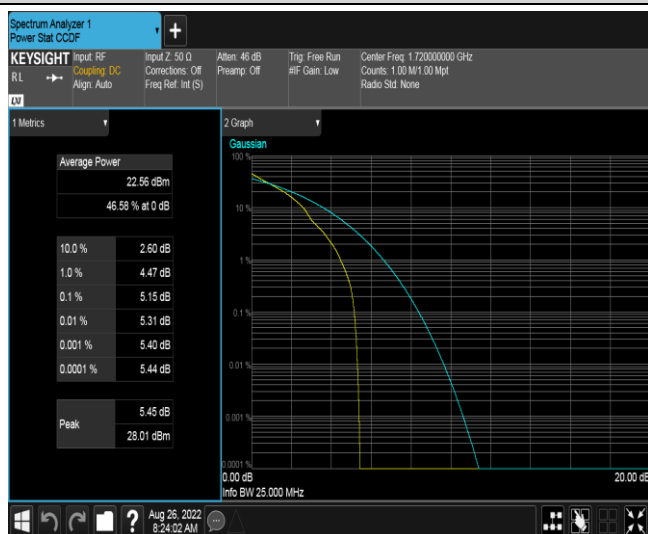 Spectrum Analyzer 1
Power Stat CCDF
+
KEYSIGHT
RL
LXI
Input: RF
Coupling: DC
Align: Auto
Input Z: 50 Ω
Corrections: Off
Freq Ref: Int (S)
Atten: 46 dB
Preamp: Off
Trig: Free Run
#IF Gain: Low
Center Freq: 1.720000000 GHz
Counts: 1.00 M/1.00 Mpt
Radio Std: None
1 Metrics
Average Power
22.56 dBm
46.58 % at 0 dB
10.0 % 2.60 dB
1.0 % 4.47 dB
0.1 % 5.15 dB
0.01 % 5.31 dB
0.001 % 5.40 dB
0.0001 % 5.44 dB
Peak
5.45 dB
28.01 dBm
2 Graph
Gaussian
100 %
10 %
1 %
0.1 %
0.01 %
0.001 %
0.0001 %
0.00 dB 20.00 dB
Info BW 25.000 MHz
?
Aug 26, 2022
8:24:02 AM